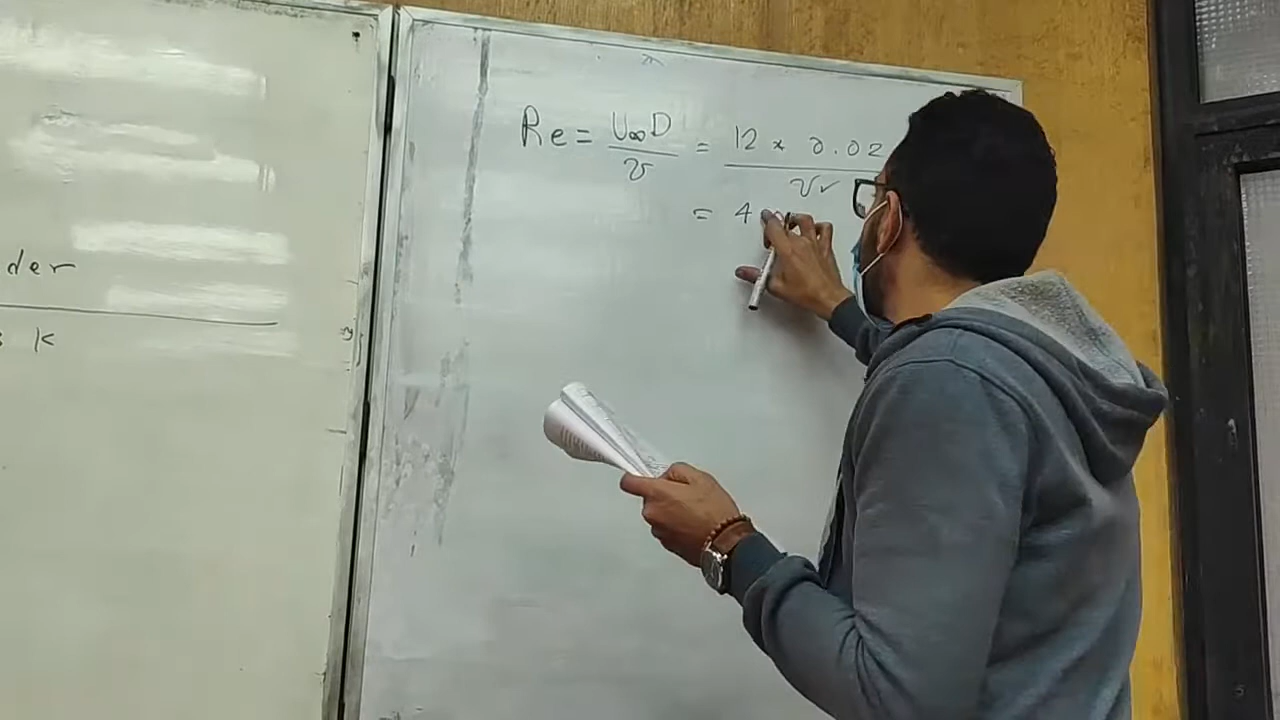 Re = U∞D / ν = 12 × 0.02 / ν ✓
= 4
der
K